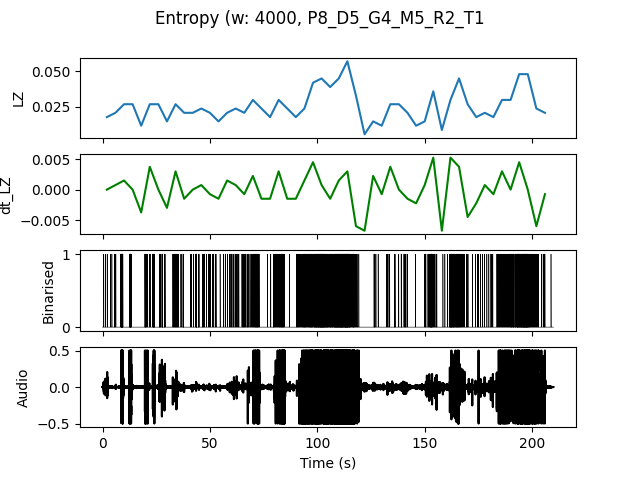 Entropy (w: 4000, P8_D5_G4_M5_R2_T1
0.050
0.025
LZ
0.005
0.000
−0.005
dt_LZ
1
0
Binarised
0.5
0.0
−0.5
Audio
0 50 100 150 200
Time (s)